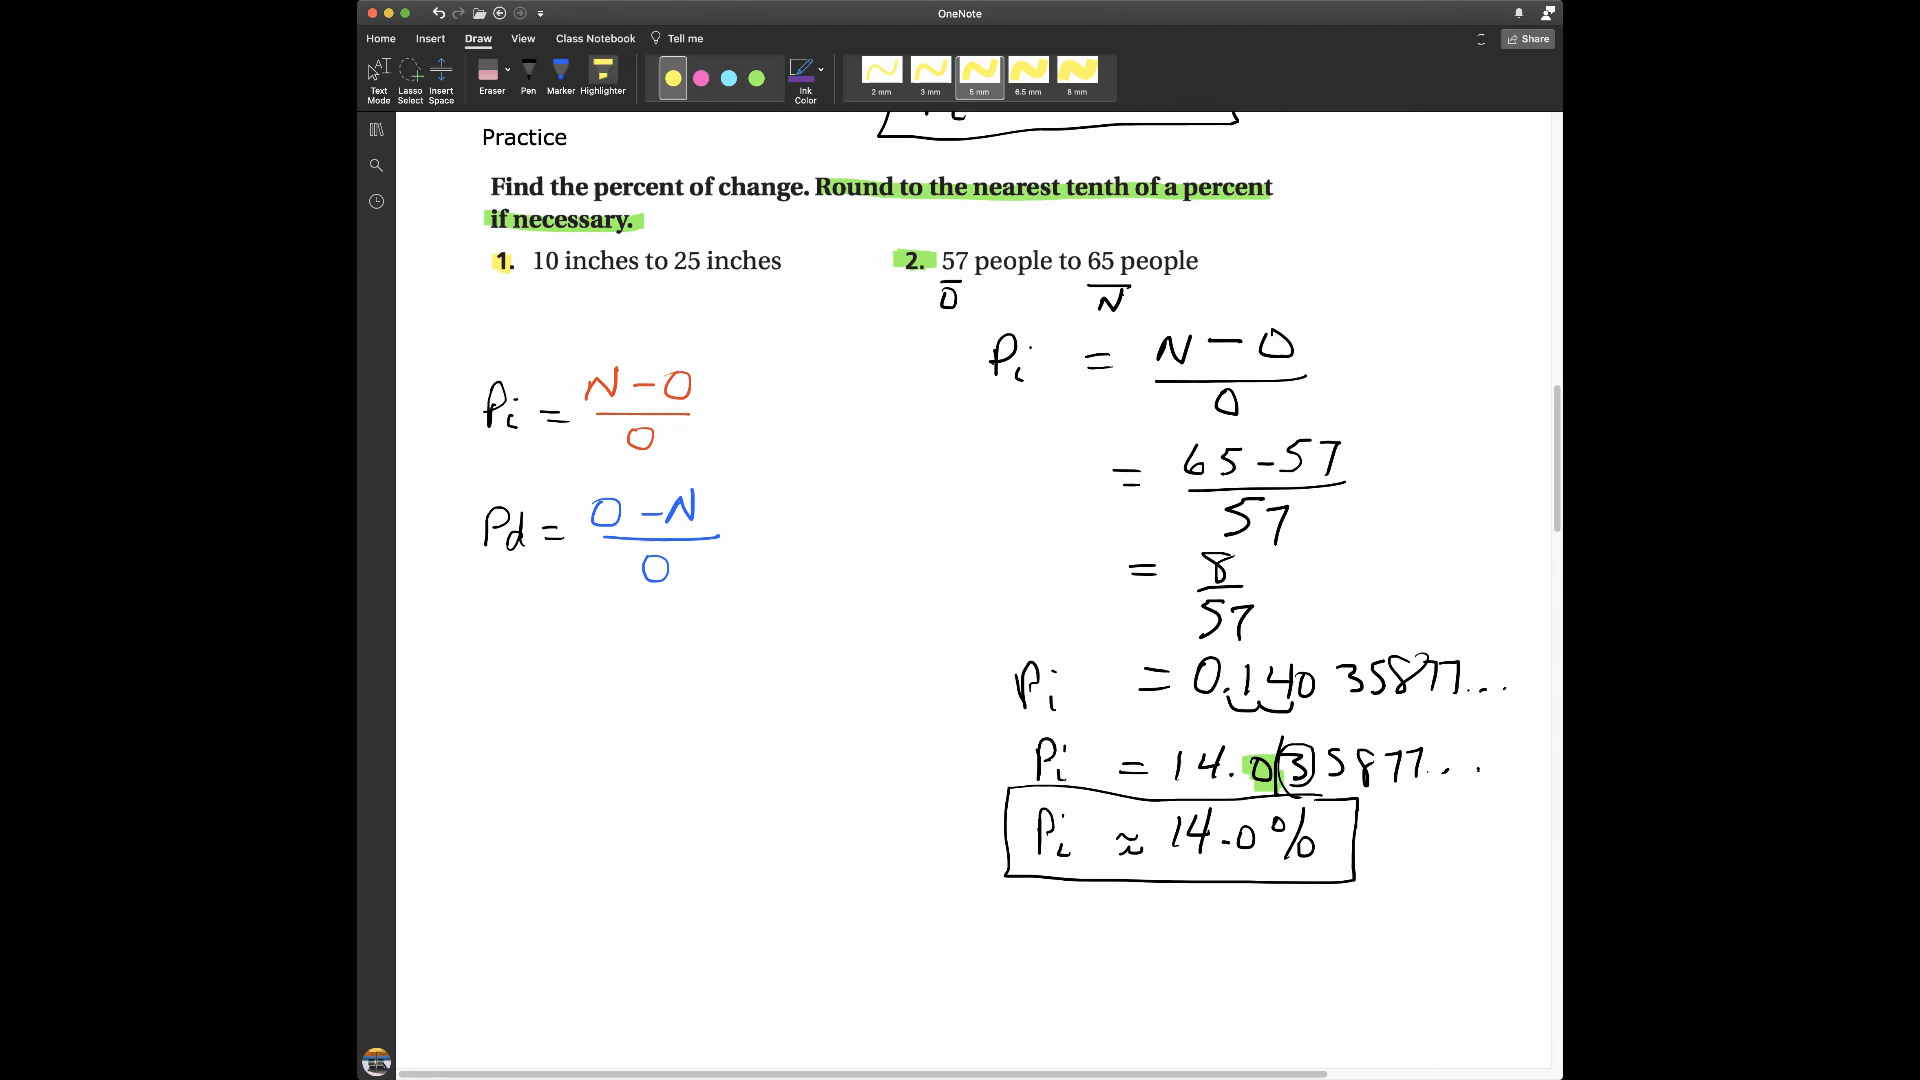 OneNote
Home Insert Draw View Class Notebook Tell me Share
Text Mode Lasso Select Insert Space Eraser Pen Marker Highlighter Ink Color 2 mm 3 mm 5 mm 6.5 mm 8 mm
Practice
Find the percent of change. Round to the nearest tenth of a percent
if necessary.
1. 10 inches to 25 inches
2. 57 people to 65 people
O N
Pi = N - O / O
Pd = O - N / O
Pi = N - O / O
= 65 - 57 / 57
= 8 / 57
Pi = 0.14035877...
Pi = 14.035877...
Pi ≈ 14.0%